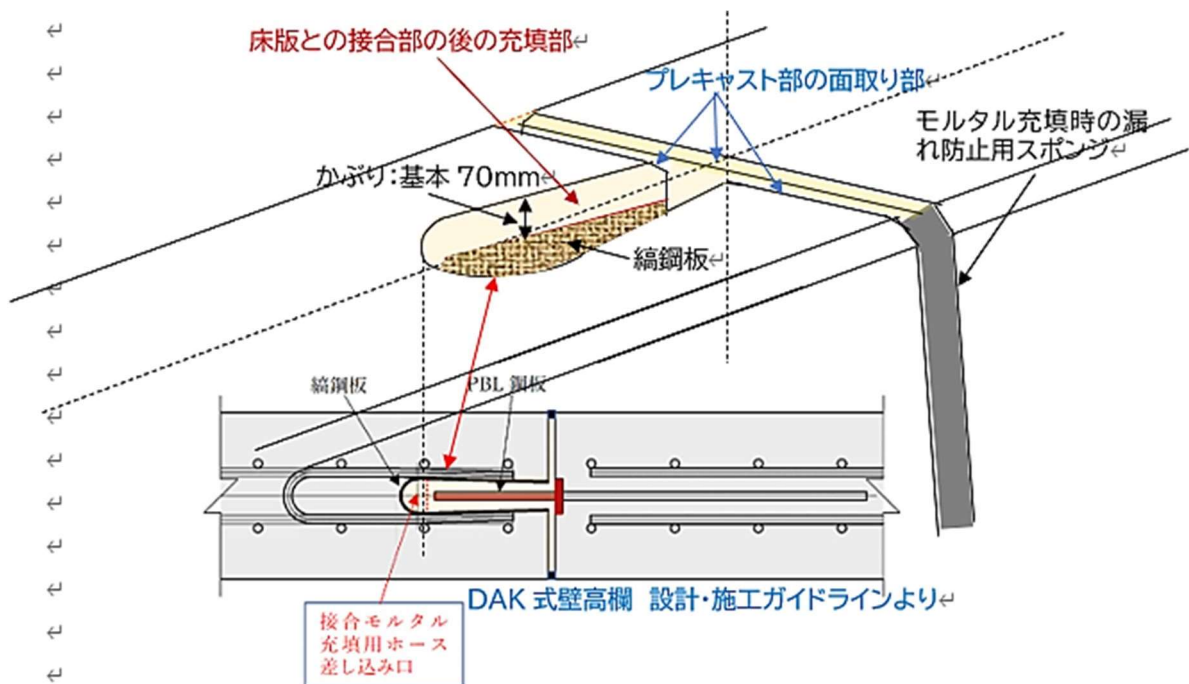 床版との接合部の後の充填部↵
プレキャスト部の面取り部↵
モルタル充填時の漏
れ防止用スポンジ↵
かぶり：基本 70mm↵
縞鋼板↵
縞鋼板
PBL 鋼板
DAK 式壁高欄 設計・施工ガイドラインより↵
接合モルタル
充填用ホース
差し込み口